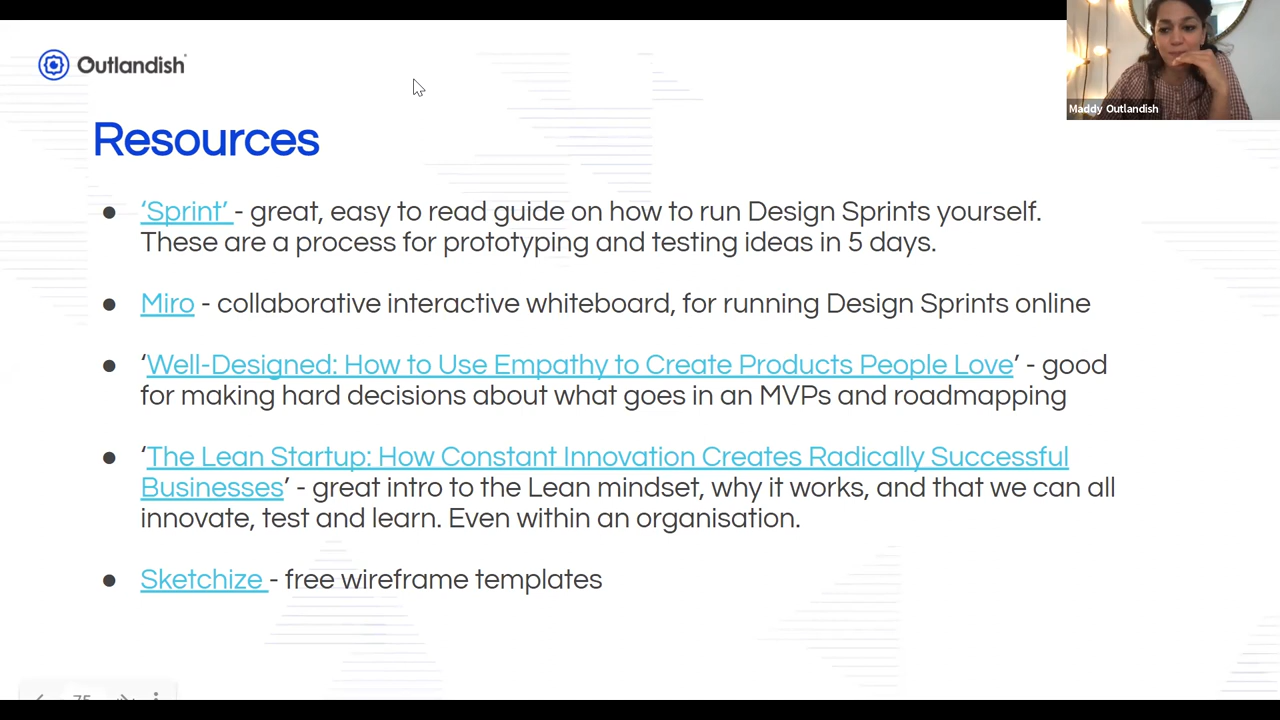 Outlandish
Maddy Outlandish
Resources
● ‘Sprint’ - great, easy to read guide on how to run Design Sprints yourself.
These are a process for prototyping and testing ideas in 5 days.
● Miro - collaborative interactive whiteboard, for running Design Sprints online
● ‘Well-Designed: How to Use Empathy to Create Products People Love’ - good
for making hard decisions about what goes in an MVPs and roadmapping
● ‘The Lean Startup: How Constant Innovation Creates Radically Successful
Businesses’ - great intro to the Lean mindset, why it works, and that we can all
innovate, test and learn. Even within an organisation.
● Sketchize - free wireframe templates